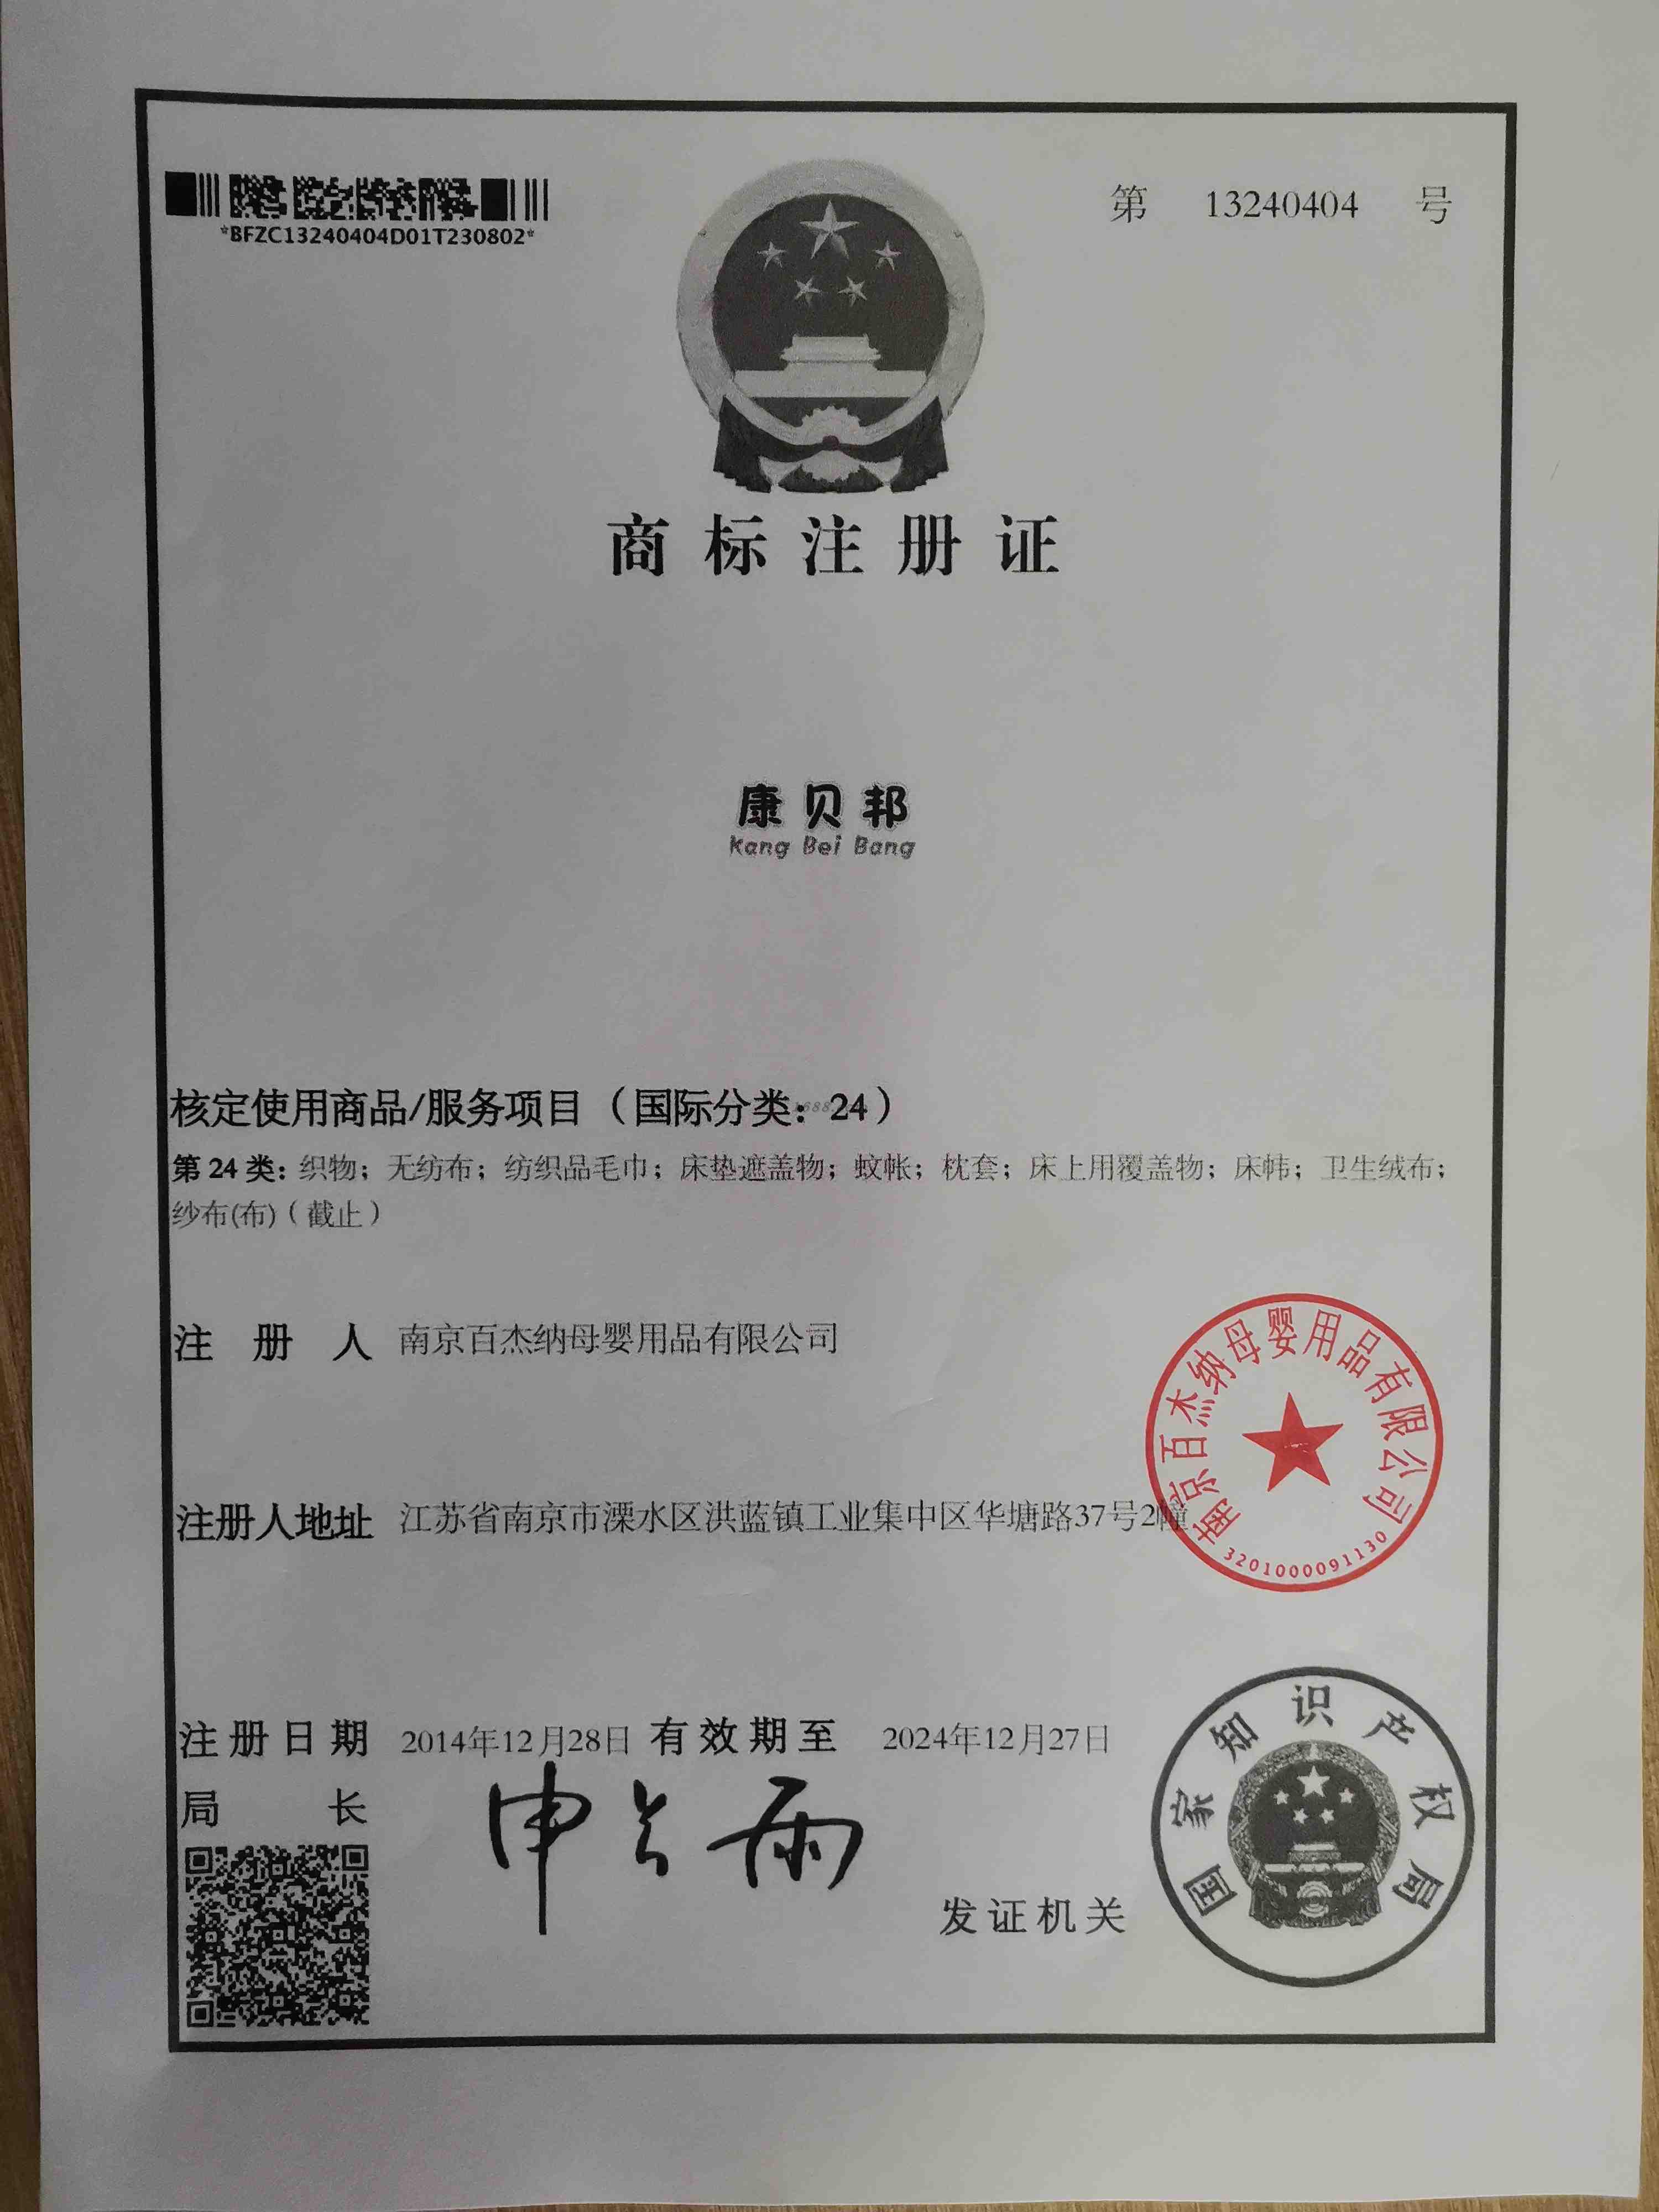 *BFZC13240404D01T230802*
第 13240404 号
商标注册证
康贝邦
Kang Bei Bang
核定使用商品/服务项目（国际分类：24）
第 24 类：织物；无纺布；纺织品毛巾；床垫遮盖物；蚊帐；枕套；床上用覆盖物；床帏；卫生绒布；
纱布(布)（截止）
注册人 南京百杰纳母婴用品有限公司
南京百杰纳母婴用品有限公司
3201000091130
注册人地址 江苏省南京市溧水区洪蓝镇工业集中区华塘路37号2幢
注册日期 2014年12月28日 有效期至 2024年12月27日
局长 申长雨
发证机关
国家知识产权局